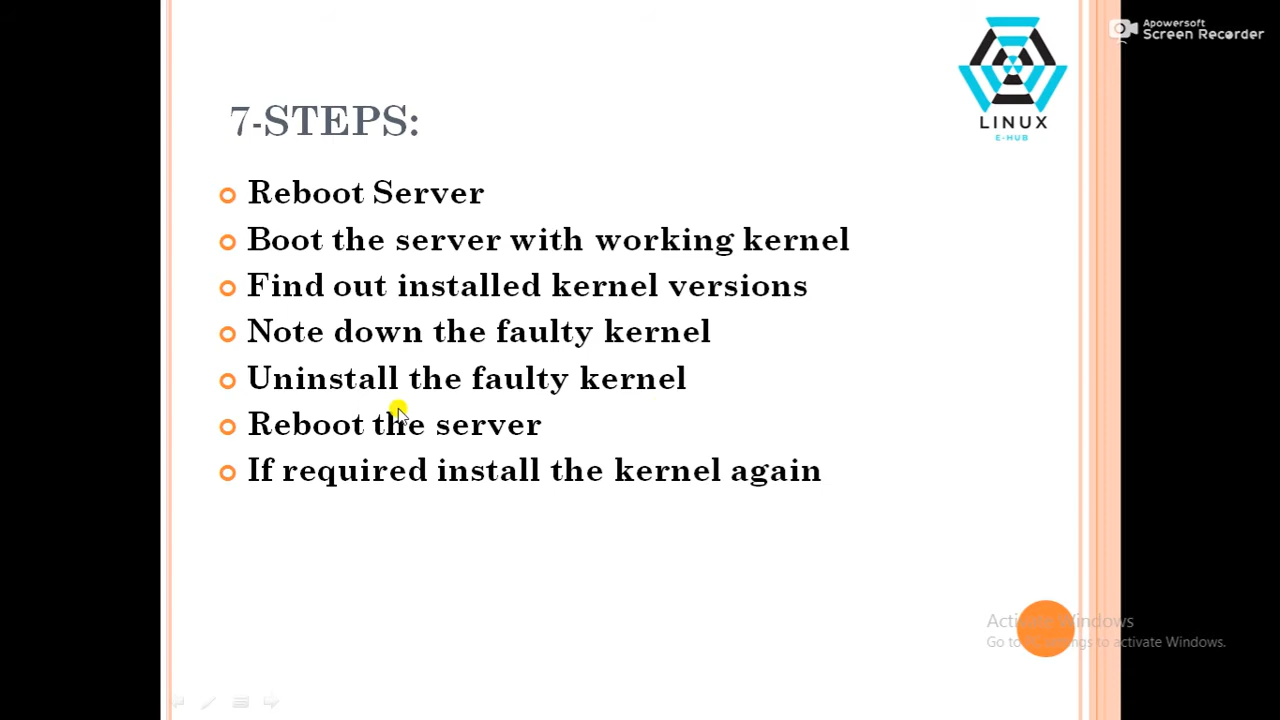 Apowersoft
Screen Recorder
LINUX
E-HUB
7-STEPS:
Reboot Server
Boot the server with working kernel
Find out installed kernel versions
Note down the faulty kernel
Uninstall the faulty kernel
Reboot the server
If required install the kernel again
Activate Windows
Go to PC settings to activate Windows.